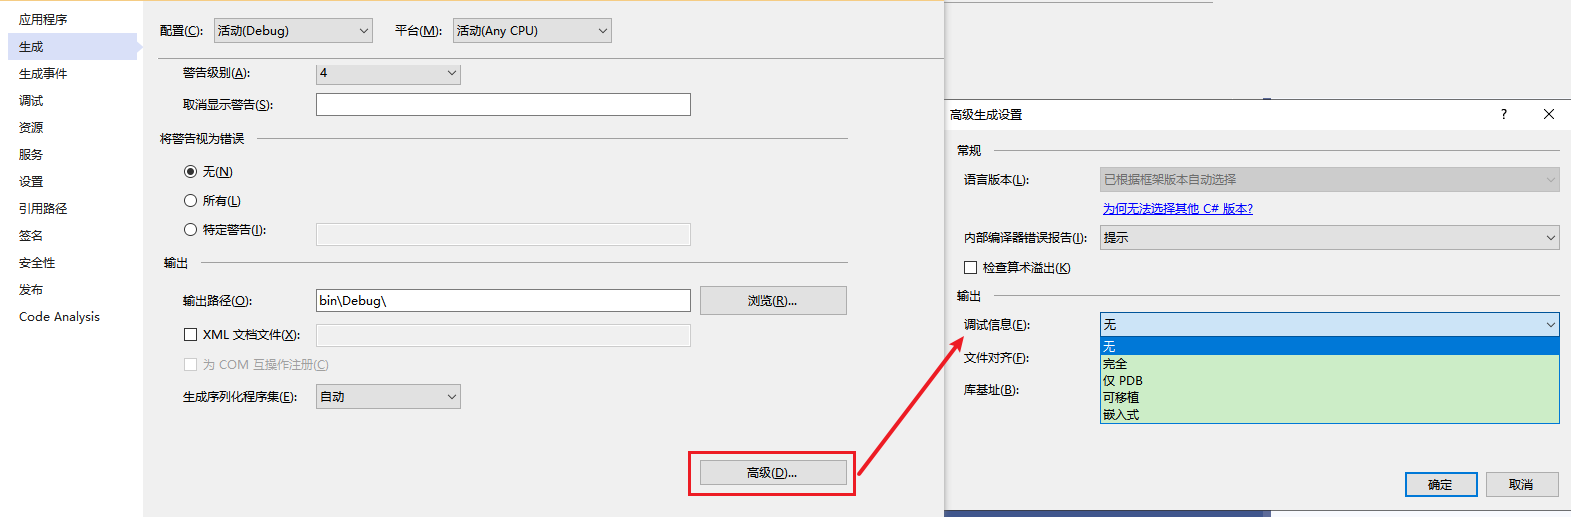 应用程序
生成
生成事件
调试
资源
服务
设置
引用路径
签名
安全性
发布
Code Analysis
配置(C): 活动(Debug) 平台(M): 活动(Any CPU)
警告级别(A): 4
取消显示警告(S):
将警告视为错误
无(N)
所有(L)
特定警告(I):
输出
输出路径(O): bin\Debug\ 浏览(R)...
XML 文档文件(X):
为 COM 互操作注册(C)
生成序列化程序集(E): 自动
高级(D)...
高级生成设置 ?
常规
语言版本(L): 已根据框架版本自动选择
为何无法选择其他 C# 版本?
内部编译器错误报告(I): 提示
检查算术溢出(K)
输出
调试信息(E): 无
无
完全
文件对齐(F):
仅 PDB
库基址(B):
可移植
嵌入式
确定 取消